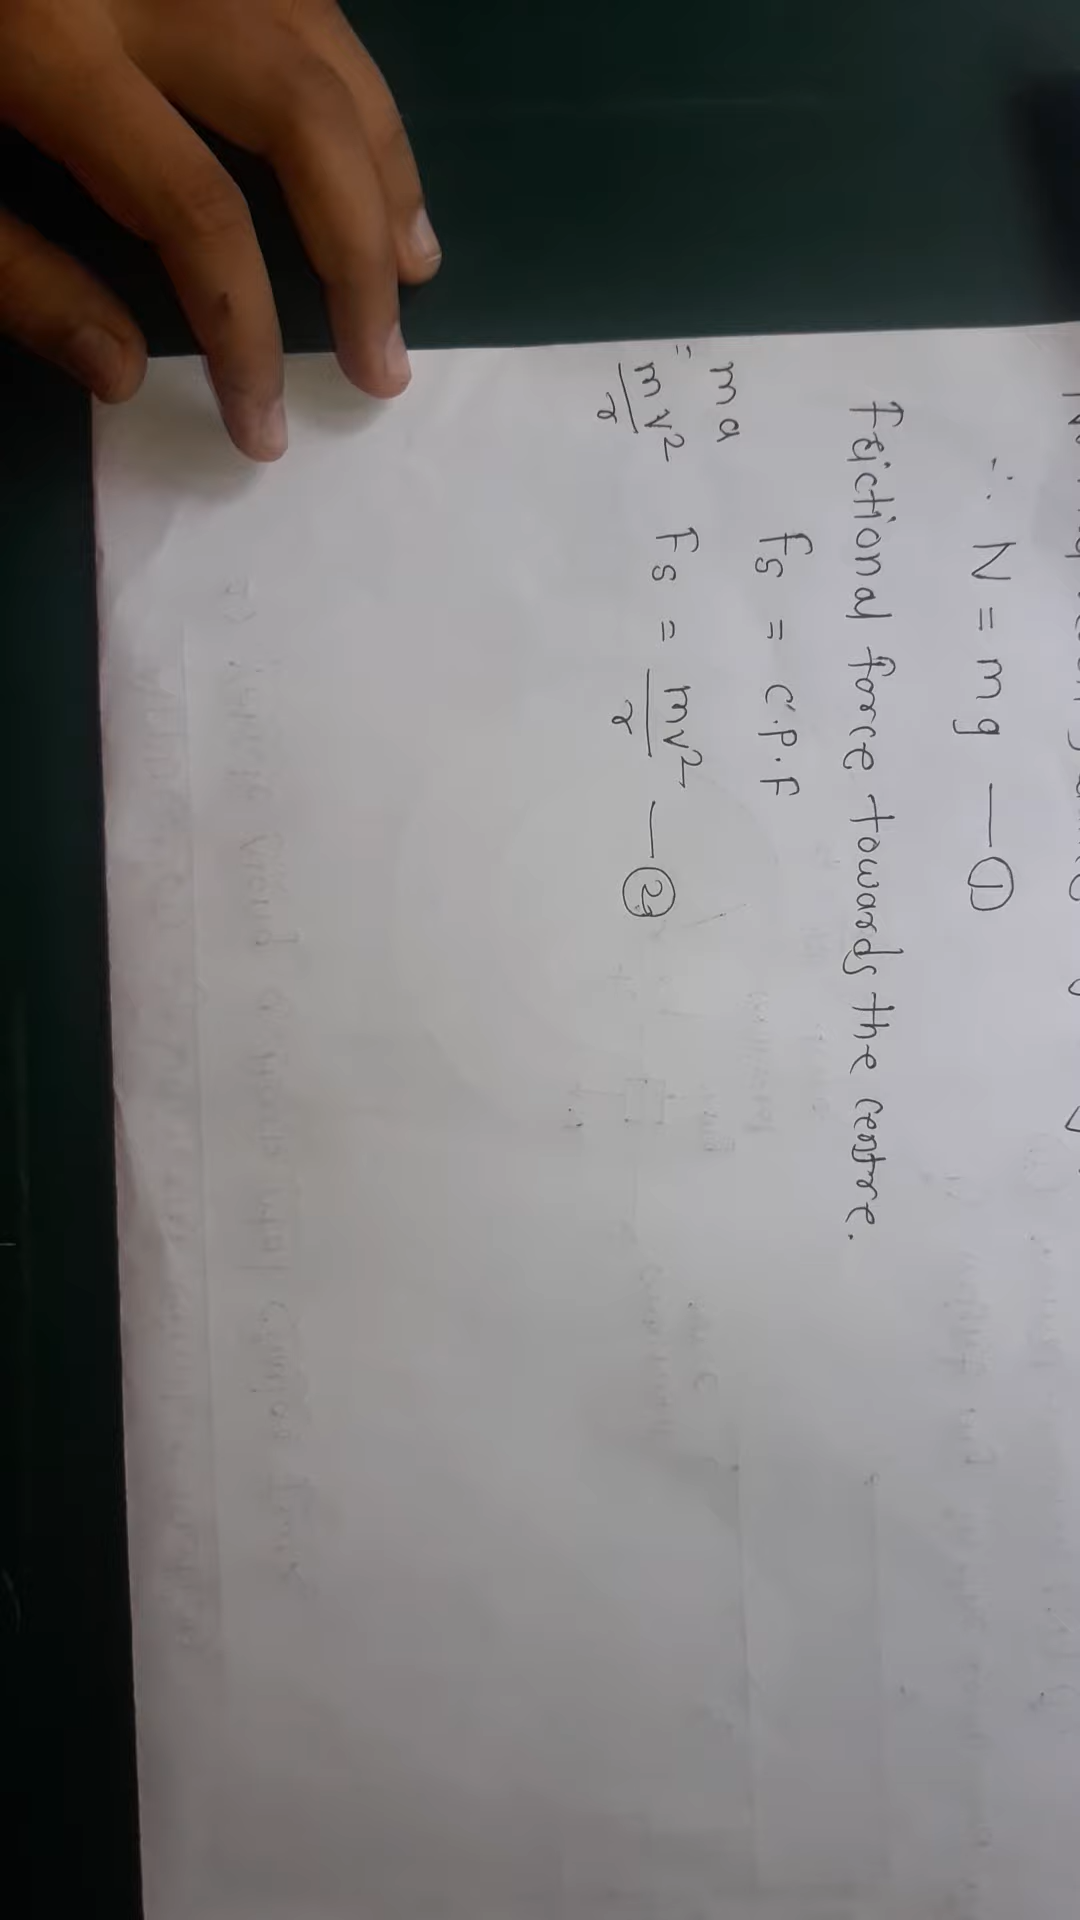 ∴ N = mg — ①
Frictional force towards the centre.
ma fs = C.P.F
= mv²/r Fs = mv²/r — ②